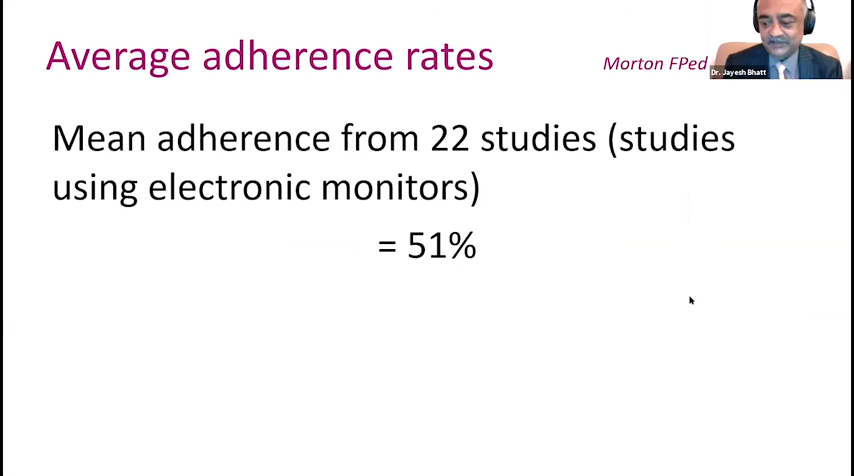 Average adherence rates
Morton FPed
Dr. Jayesh Bhatt
Mean adherence from 22 studies (studies
using electronic monitors)
= 51%